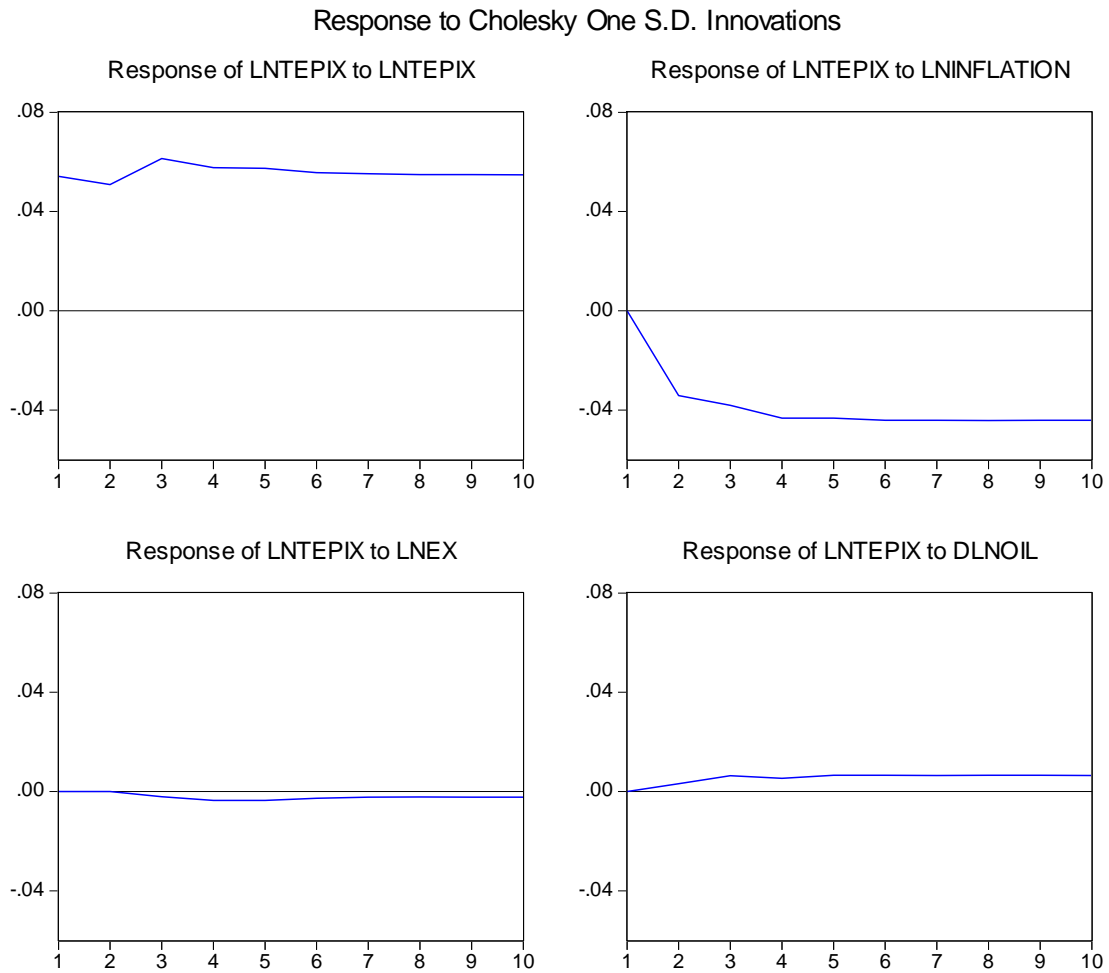 Response to Cholesky One S.D. Innovations
Response of LNTEPIX to LNTEPIX
.08
.04
.00
-.04
1 2 3 4 5 6 7 8 9 10
Response of LNTEPIX to LNINFLATION
.08
.04
.00
-.04
1 2 3 4 5 6 7 8 9 10
Response of LNTEPIX to LNEX
.08
.04
.00
-.04
1 2 3 4 5 6 7 8 9 10
Response of LNTEPIX to DLNOIL
.08
.04
.00
-.04
1 2 3 4 5 6 7 8 9 10